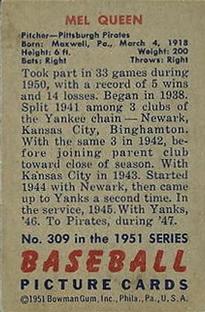 MEL QUEEN
Pitcher—Pittsburgh Pirates
Born: Maxwell, Pa., March 4, 1918
Height: 6-0½ Weight: 200
Bats: Right Throws: Right
Took part in 33 games during
1950, with a record of 5 wins
and 14 losses. Began in 1938.
Split 1941 among 3 clubs of
the Yankee chain — Newark,
Kansas City, Binghamton.
With the same 3 in 1942, be-
fore joining parent club
toward close of season. With
Kansas City in 1943. Started
1944 with Newark, then came
up to Yankees a second time.
In the service, 1945. With Yanks,
'46. To Pirates, during '47.
No. 309 in the 1951 SERIES
BASEBALL
PICTURE CARDS
©1951 Bowman Gum, Inc., Phila., Pa., U. S. A.